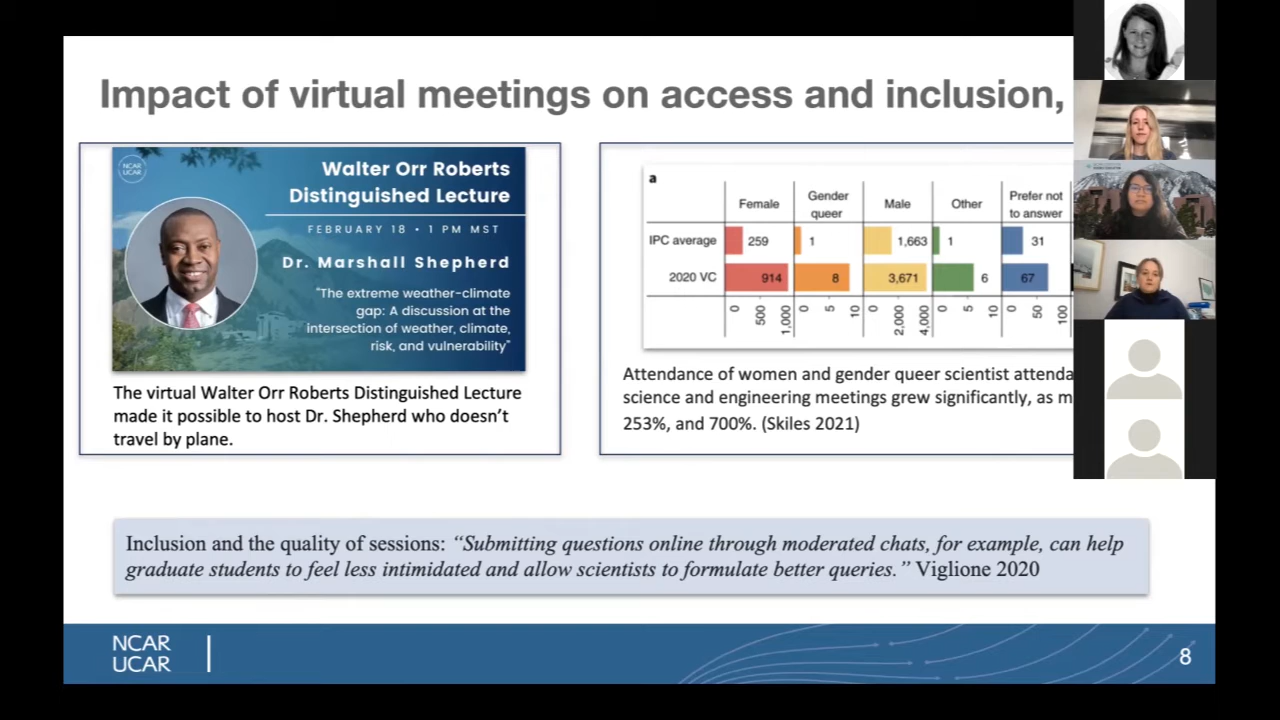 Impact of virtual meetings on access and inclusion,
NCAR
UCAR
Walter Orr Roberts
Distinguished Lecture
FEBRUARY 18 • 1 PM MST
Dr. Marshall Shepherd
"The extreme weather-climate
gap: A discussion at the
intersection of weather, climate,
risk, and vulnerability"
The virtual Walter Orr Roberts Distinguished Lecture
made it possible to host Dr. Shepherd who doesn't
travel by plane.
a
Female Gender queer Male Other Prefer not to answer
IPC average 259 1 1,663 1 31
2020 VC 914 8 3,671 6 67
0 500 1,000 0 5 10 0 2,000 4,000 0 5 10 0 50 100
Attendance of women and gender queer scientist
science and engineering meetings grew significantly, as
253%, and 700%. (Skiles 2021)
Inclusion and the quality of sessions: “Submitting questions online through moderated chats, for example, can help
graduate students to feel less intimidated and allow scientists to formulate better queries.” Viglione 2020
NCAR
UCAR
8